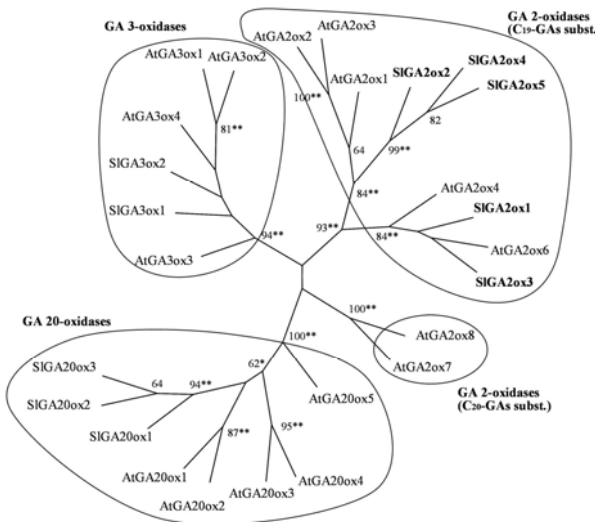 GA 3-oxidases
GA 2-oxidases
(C19-GAs subst.)
AtGA2ox3
AtGA2ox2
AtGA3ox1
AtGA3ox2
AtGA2ox1
SlGA2ox2
SlGA2ox4
SlGA2ox5
100**
AtGA3ox4
81**
82
64
99**
SlGA3ox2
84**
AtGA2ox4
SlGA3ox1
SlGA2ox1
93**
94**
84**
AtGA2ox6
AtGA3ox3
SlGA2ox3
GA 20-oxidases
100**
100**
AtGA2ox8
AtGA2ox7
SlGA20ox3
62*
64
94**
AtGA20ox5
GA 2-oxidases
(C20-GAs subst.)
SlGA20ox2
SlGA20ox1
87**
95**
AtGA20ox1
AtGA20ox4
AtGA20ox3
AtGA20ox2